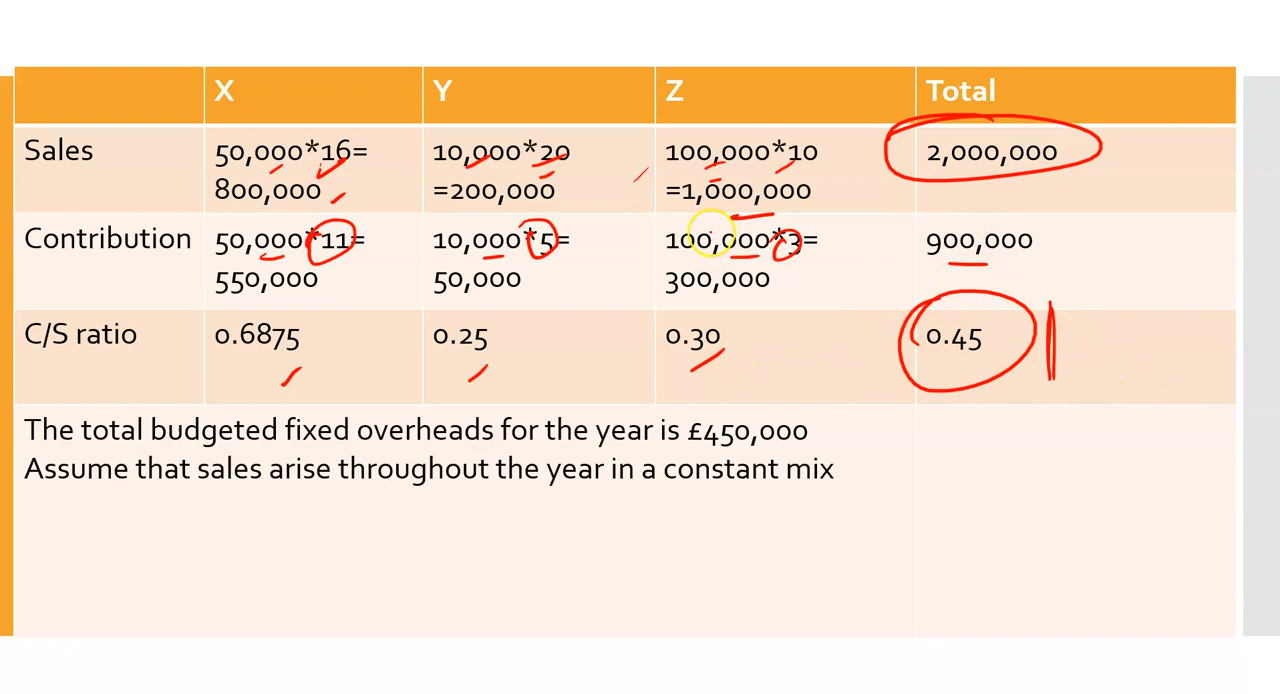 X Y Z Total
Sales 50,000*16= 10,000*20 100,000*10 2,000,000
800,000 =200,000 =1,000,000
Contribution 50,000*11= 10,000*5= 100,000*3= 900,000
550,000 50,000 300,000
C/S ratio 0.6875 0.25 0.30 0.45
The total budgeted fixed overheads for the year is £450,000
Assume that sales arise throughout the year in a constant mix